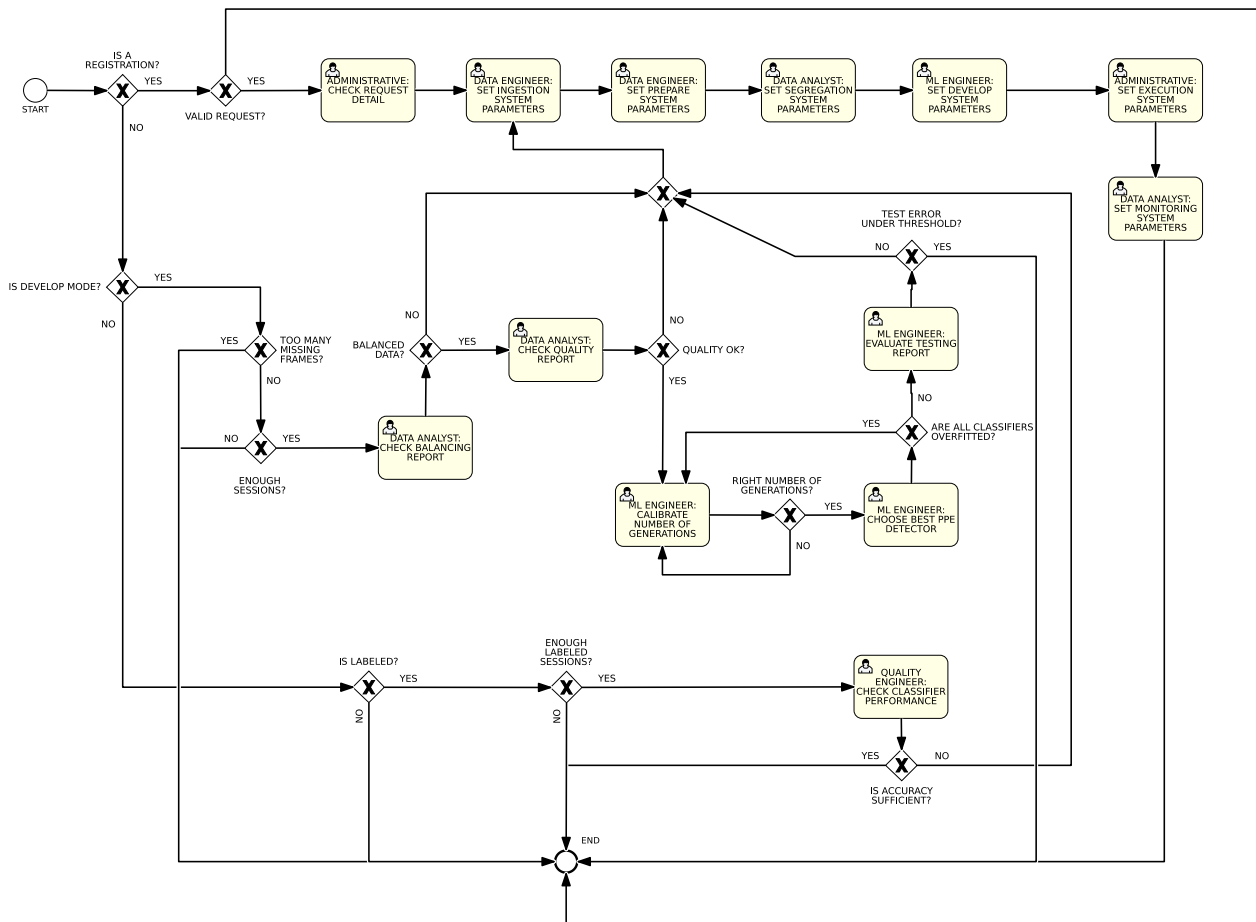 IS A
REGISTRATION?
YES
YES
START
NO
VALID REQUEST?
ADMINISTRATIVE:
CHECK REQUEST
DETAIL
DATA ENGINEER:
SET INGESTION
SYSTEM
PARAMETERS
DATA ENGINEER:
SET PREPARE
SYSTEM
PARAMETERS
DATA ANALYST:
SET SEGREGATION
SYSTEM
PARAMETERS
ML ENGINEER:
SET DEVELOP
SYSTEM
PARAMETERS
ADMINISTRATIVE:
SET EXECUTION
SYSTEM
PARAMETERS
DATA ANALYST:
SET MONITORING
SYSTEM
PARAMETERS
TEST ERROR
UNDER THRESHOLD?
NO
YES
IS DEVELOP MODE?
YES
NO
YES
TOO MANY
MISSING
FRAMES?
NO
NO
YES
ENOUGH
SESSIONS?
NO
BALANCED
DATA?
YES
DATA ANALYST:
CHECK BALANCING
REPORT
DATA ANALYST:
CHECK QUALITY
REPORT
NO
QUALITY OK?
YES
ML ENGINEER:
EVALUATE TESTING
REPORT
NO
YES
ARE ALL CLASSIFIERS
OVERFITTED?
ML ENGINEER:
CALIBRATE
NUMBER OF
GENERATIONS
RIGHT NUMBER OF
GENERATIONS?
YES
NO
ML ENGINEER:
CHOOSE BEST PPE
DETECTOR
IS LABELED?
YES
NO
ENOUGH
LABELED
SESSIONS?
YES
NO
QUALITY
ENGINEER:
CHECK CLASSIFIER
PERFORMANCE
YES
NO
IS ACCURACY
SUFFICIENT?
END